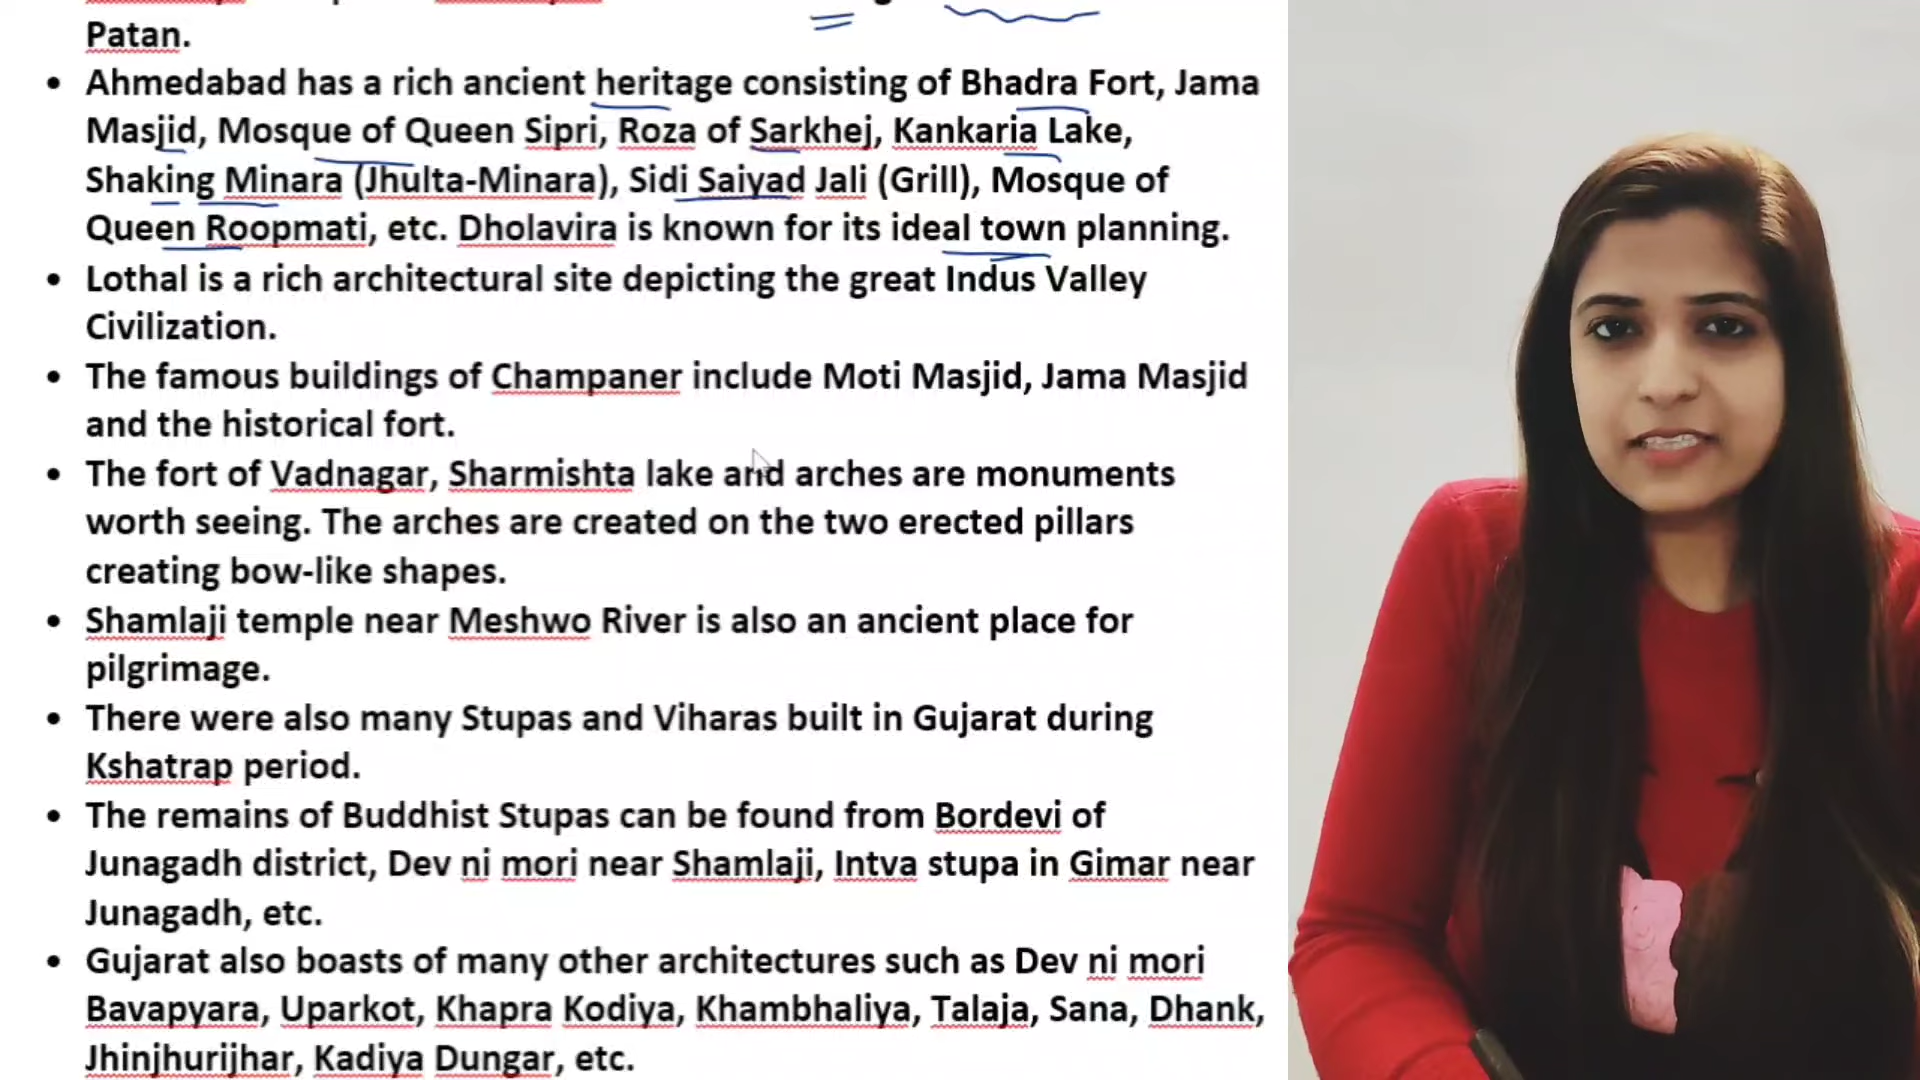 Patan.
• Ahmedabad has a rich ancient heritage consisting of Bhadra Fort, Jama
Masjid, Mosque of Queen Sipri, Roza of Sarkhej, Kankaria Lake,
Shaking Minara (Jhulta-Minara), Sidi Saiyad Jali (Grill), Mosque of
Queen Roopmati, etc. Dholavira is known for its ideal town planning.
• Lothal is a rich architectural site depicting the great Indus Valley
Civilization.
• The famous buildings of Champaner include Moti Masjid, Jama Masjid
and the historical fort.
• The fort of Vadnagar, Sharmishta lake and arches are monuments
worth seeing. The arches are created on the two erected pillars
creating bow-like shapes.
• Shamlaji temple near Meshwo River is also an ancient place for
pilgrimage.
• There were also many Stupas and Viharas built in Gujarat during
Kshatrap period.
• The remains of Buddhist Stupas can be found from Bordevi of
Junagadh district, Dev ni mori near Shamlaji, Intva stupa in Girnar near
Junagadh, etc.
• Gujarat also boasts of many other architectures such as Dev ni mori
Bavapyara, Uparkot, Khapra Kodiya, Khambhaliya, Talaja, Sana, Dhank,
Jhinjhurijhar, Kadiya Dungar, etc.